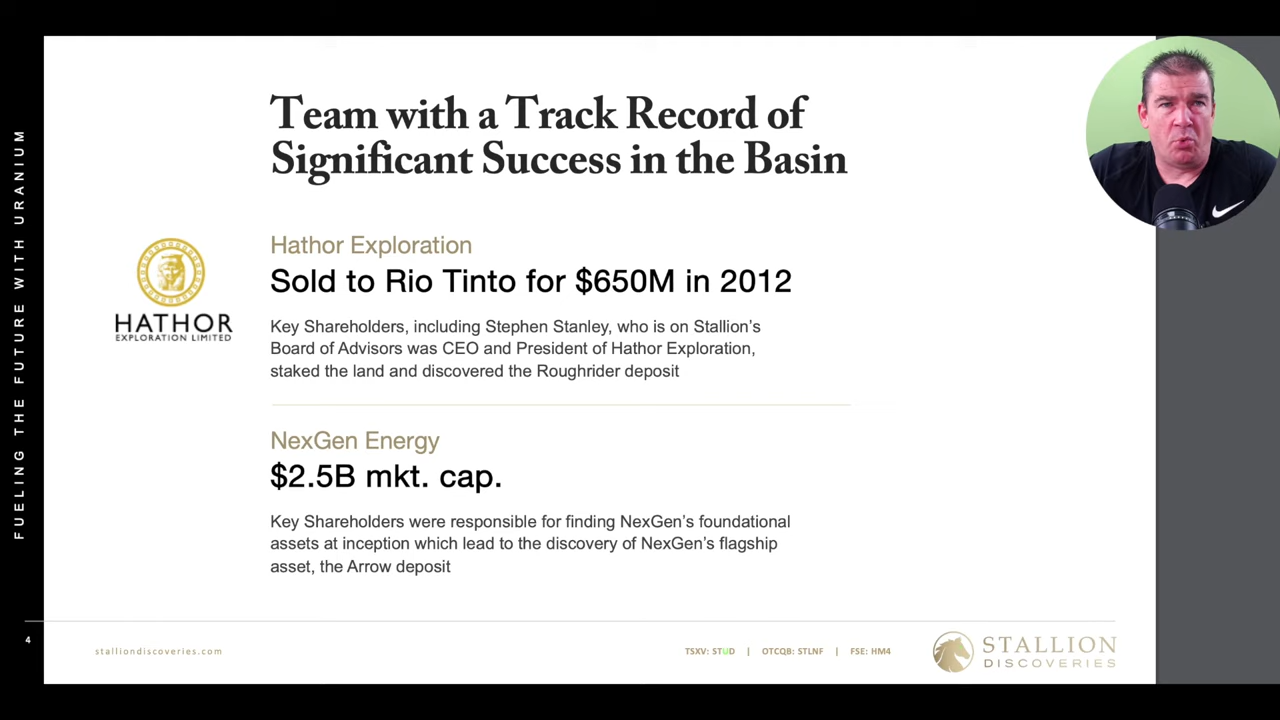 FUELING THE FUTURE WITH URANIUM
Team with a Track Record of
Significant Success in the Basin
HATHOR
EXPLORATION LIMITED
Hathor Exploration
Sold to Rio Tinto for $650M in 2012
Key Shareholders, including Stephen Stanley, who is on Stallion’s
Board of Advisors was CEO and President of Hathor Exploration,
staked the land and discovered the Roughrider deposit
NexGen Energy
$2.5B mkt. cap.
Key Shareholders were responsible for finding NexGen’s foundational
assets at inception which lead to the discovery of NexGen’s flagship
asset, the Arrow deposit
4
stalliondiscoveries.com
TSXV: STUD | OTCQB: STLNF | FSE: HM4
STALLION
DISCOVERIES